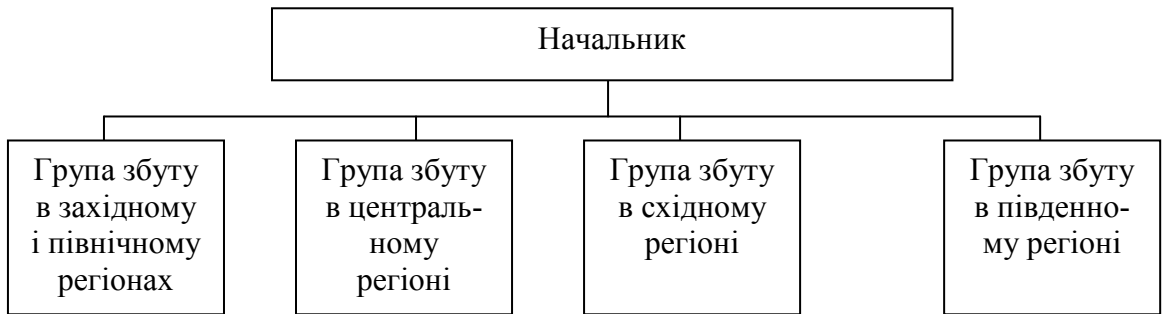 Начальник
Група збуту
в західному
і північному
регіонах
Група збуту
в централь-
ному
регіоні
Група збуту
в східному
регіоні
Група збуту
в південно-
му регіоні